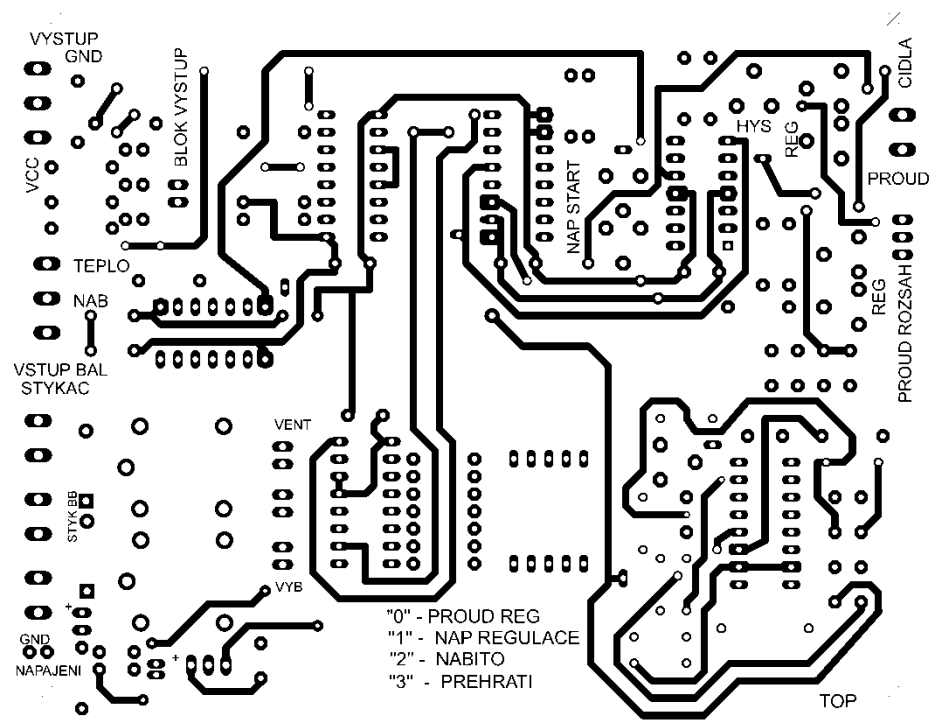 VYSTUP
GND
BLOK VYSTUP
VCC
CIDLA
HYS
REG
PROUD
NAP START
TEPLO
NAB
REG
PROUD ROZSAH
VSTUP BAL
STYKAC
VENT
STYK BB
VYB
+
GND
NAPAJENI
+
"0" - PROUD REG
"1" - NAP REGULACE
"2" - NABITO
"3" - PREHRATI
TOP